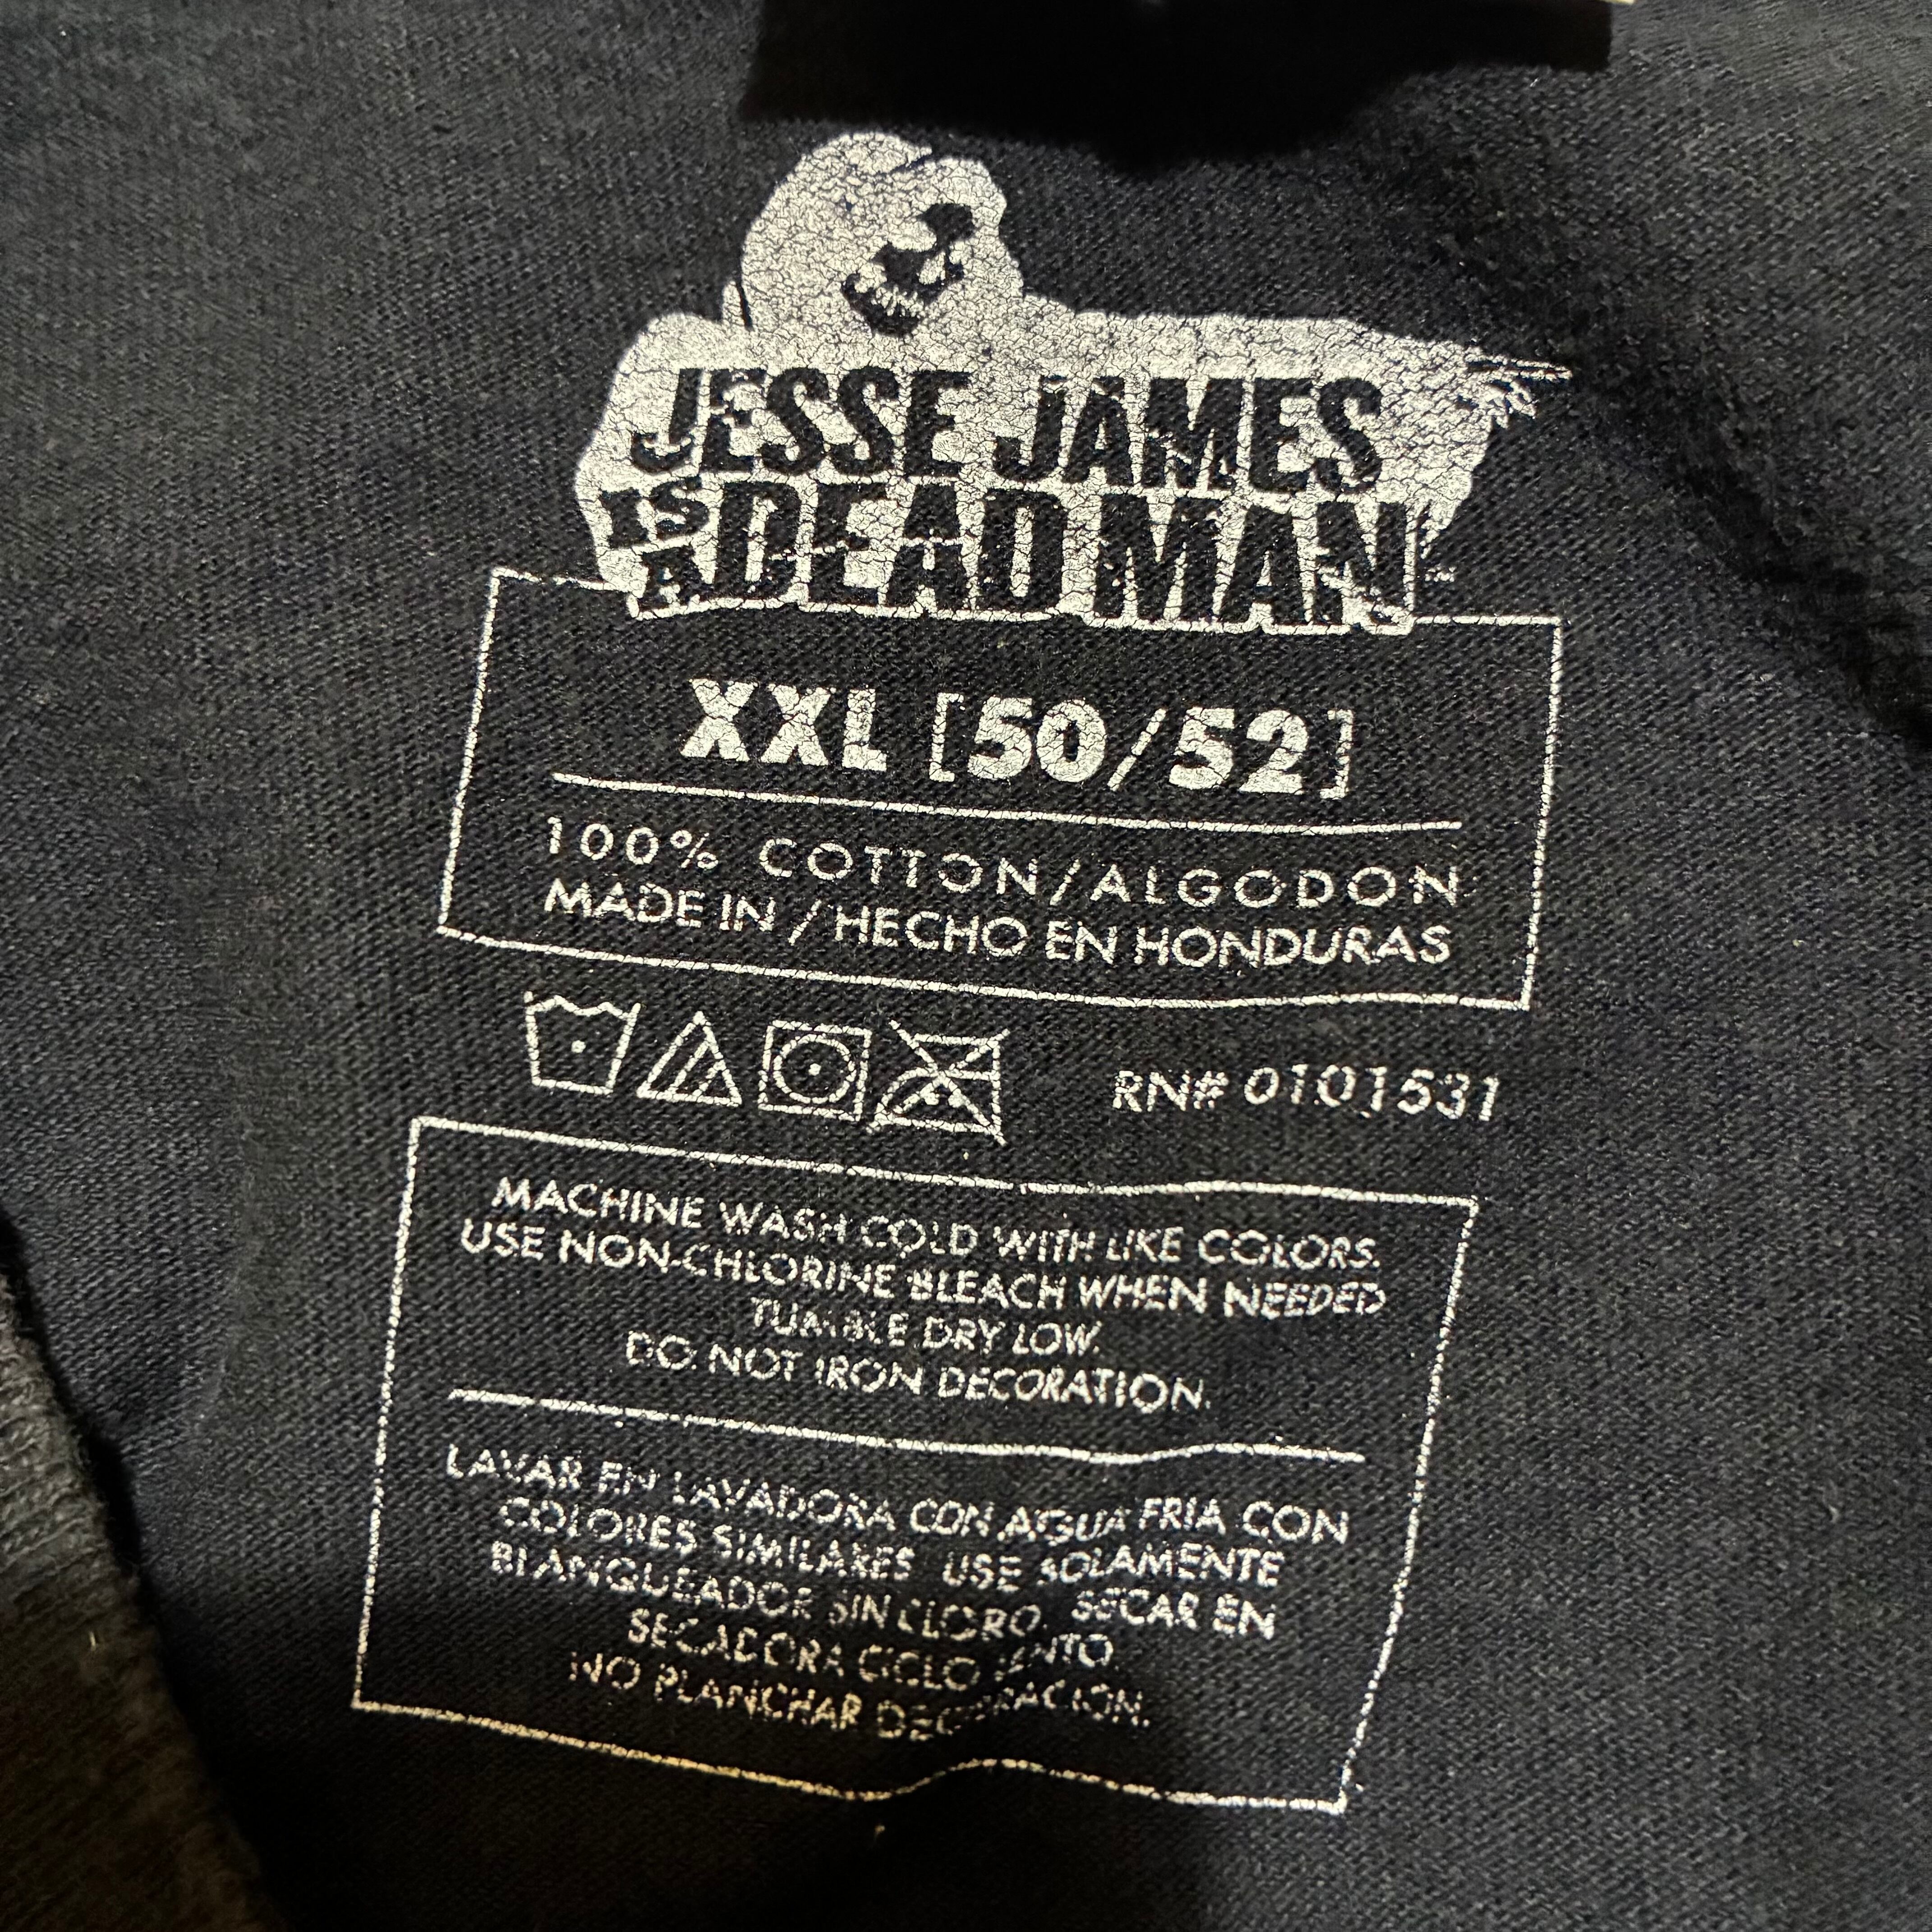 JESSE JAMES
IS A DEAD MAN™
XXL [50/52]
100% COTTON/ALGODON
MADE IN / HECHO EN HONDURAS
RN# 0101531
MACHINE WASH COLD WITH LIKE COLORS.
USE NON-CHLORINE BLEACH WHEN NEEDED
TUMBLE DRY LOW.
DO NOT IRON DECORATION.
LAVAR EN LAVADORA CON AGUA FRIA CON
COLORES SIMILARES USE SOLAMENTE
BLANQUEADOR SIN CLORO. SECAR EN
SECADORA CICLO LENTO.
NO PLANCHAR DECORACION.